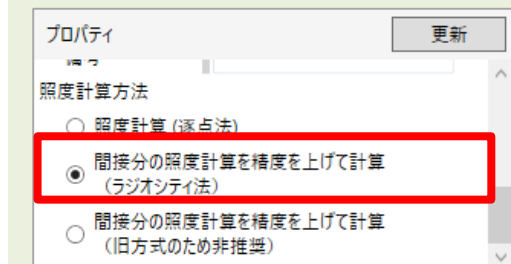 プロパティ
更新
備考
照度計算方法
照度計算 (逐点法)
間接分の照度計算を精度を上げて計算
(ラジオシティ法)
間接分の照度計算を精度を上げて計算
(旧方式のため非推奨)